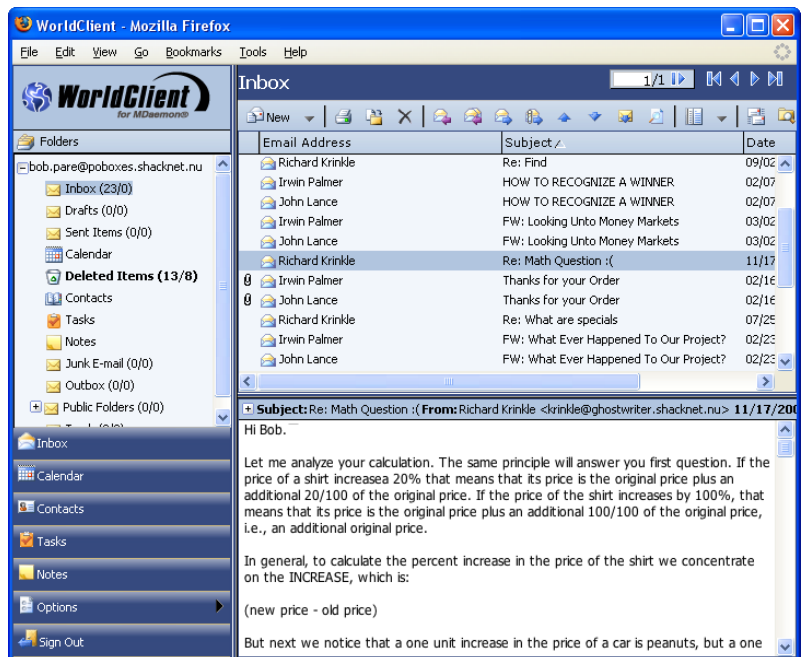 WorldClient - Mozilla Firefox
File Edit View Go Bookmarks Tools Help
WorldClient
for MDaemon®
Inbox
1/1
New
Folders
Email Address Subject Date
bob.pare@poboxes.shacknet.nu
Inbox (23/0)
Drafts (0/0)
Sent Items (0/0)
Calendar
Deleted Items (13/8)
Contacts
Tasks
Notes
Junk E-mail (0/0)
Outbox (0/0)
Public Folders (0/0)
Richard Krinkle Re: Find 09/02
Irwin Palmer HOW TO RECOGNIZE A WINNER 02/07
John Lance HOW TO RECOGNIZE A WINNER 02/07
Irwin Palmer FW: Looking Unto Money Markets 03/02
John Lance FW: Looking Unto Money Markets 03/02
Richard Krinkle Re: Math Question :( 11/17
Irwin Palmer Thanks for your Order 02/16
John Lance Thanks for your Order 02/16
Richard Krinkle Re: What are specials 07/25
Irwin Palmer FW: What Ever Happened To Our Project? 02/23
John Lance FW: What Ever Happened To Our Project? 02/23
Inbox
Calendar
Contacts
Tasks
Notes
Options
Sign Out
Subject: Re: Math Question :( From: Richard Krinkle <krinkle@ghostwriter.shacknet.nu> 11/17/200
Hi Bob.
Let me analyze your calculation. The same principle will answer you first question. If the
price of a shirt increasea 20% that means that its price is the original price plus an
additional 20/100 of the original price. If the price of the shirt increases by 100%, that
means that its price is the original price plus an additional 100/100 of the original price,
i.e., an additional original price.
In general, to calculate the percent increase in the price of the shirt we concentrate
on the INCREASE, which is:
(new price - old price)
But next we notice that a one unit increase in the price of a car is peanuts, but a one